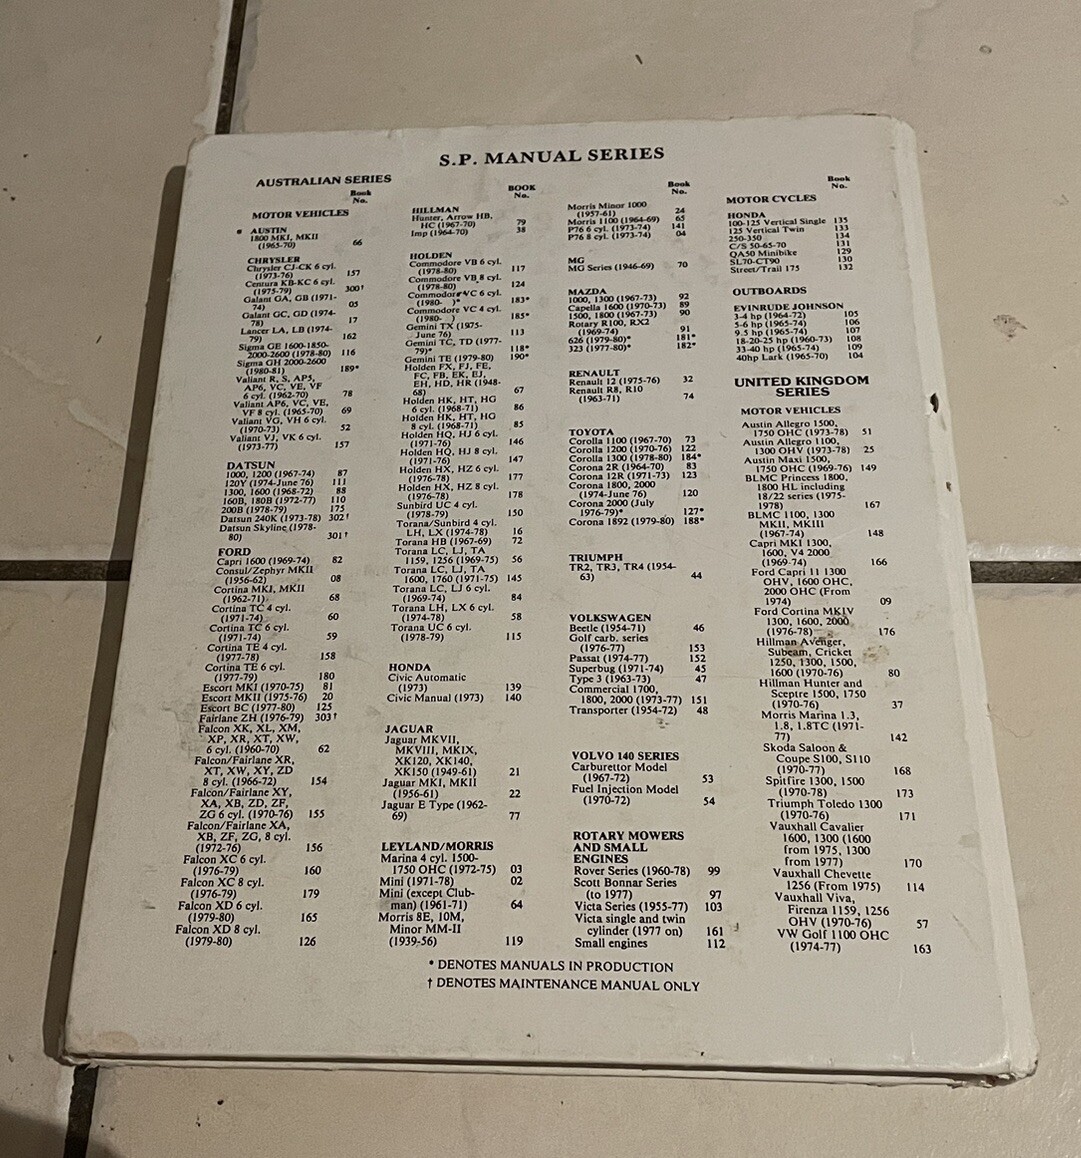 S.P. MANUAL SERIES
AUSTRALIAN SERIES
Book
No.
MOTOR VEHICLES
AUSTIN
1800 MKI, MKII
(1965-70) 66
CHRYSLER
Chrysler CJ-CK 6 cyl.
(1973-76) 157
Centura KB-KC 6 cyl.
(1975-79) 300†
Galant GA, GB (1971-
74) 05
Galant GC, GD (1974-
78) 17
Lancer LA, LB (1974-
79) 162
Sigma GE 1600-1850-
2000-2600 (1978-80) 116
Sigma GH 2000-2600
(1980-81) 189*
Valiant R, S, AP5,
AP6, VC, VE, VF
6 cyl. (1962-70) 78
Valiant AP6, VC, VE,
VF 8 cyl. (1965-70) 69
Valiant VG, VH 6 cyl.
(1970-73) 52
Valiant VJ, VK 6 cyl.
(1973-77) 157
DATSUN
1000, 1200 (1967-74) 87
120Y (1974-June 76) 111
1300, 1600 (1968-72) 88
160B, 180B (1972-77) 110
200B (1978-79) 175
Datsun 240K (1973-78) 302†
Datsun Skyline (1978-
80) 301†
FORD
Capri 1600 (1969-74) 82
Consul/Zephyr MKII
(1956-62) 08
Cortina MKI, MKII
(1962-71) 68
Cortina TC 4 cyl.
(1971-74) 60
Cortina TC 6 cyl.
(1971-74) 59
Cortina TE 4 cyl.
(1977-78) 158
Cortina TE 6 cyl.
(1977-79) 180
Escort MKI (1970-75) 81
Escort MKII (1975-76) 20
Escort BC (1977-80) 125
Fairlane ZH (1976-79) 303†
Falcon XK, XL, XM,
XP, XR, XT, XW,
6 cyl. (1960-70) 62
Falcon/Fairlane XR,
XT, XW, XY, ZD
8 cyl. (1966-72) 154
Falcon/Fairlane XY,
XA, XB, ZD, ZF,
ZG 6 cyl. (1970-76) 155
Falcon/Fairlane XA,
XB, ZF, ZG, 8 cyl.
(1972-76) 156
Falcon XC 6 cyl.
(1976-79) 160
Falcon XC 8 cyl.
(1976-79) 179
Falcon XD 6 cyl.
(1979-80) 165
Falcon XD 8 cyl.
(1979-80) 126
BOOK
No.
HILLMAN
Hunter, Arrow HB,
HC (1967-70) 79
Imp (1964-70) 38
HOLDEN
Commodore VB 6 cyl.
(1978-80) 117
Commodore VB 8 cyl.
(1978-80) 124
Commodore VC 6 cyl.
(1980- )* 183*
Commodore VC 4 cyl.
(1980- ) 185*
Gemini TX (1975-
June 76) 113
Gemini TC, TD (1977-
79)* 118*
Gemini TE (1979-80) 190*
Holden FX, FJ, FE,
FC, FB, EK, EJ,
EH, HD, HR (1948-
68) 67
Holden HK, HT, HG
6 cyl. (1968-71) 86
Holden HK, HT, HG
8 cyl. (1968-71) 85
Holden HQ, HJ 6 cyl.
(1971-76) 146
Holden HQ, HJ 8 cyl.
(1971-76) 147
Holden HX, HZ 6 cyl.
(1976-78) 177
Holden HX, HZ 8 cyl.
(1976-78) 178
Sunbird UC 4 cyl.
(1978-79) 150
Torana/Sunbird 4 cyl.
LH, LX (1974-78) 16
Torana HB (1967-69) 72
Torana LC, LJ, TA
1159, 1256 (1969-75) 56
Torana LC, LJ, TA
1600, 1760 (1971-75) 145
Torana LC, LJ 6 cyl.
(1969-74) 84
Torana LH, LX 6 cyl.
(1974-78) 58
Torana UC 6 cyl.
(1978-79) 115
HONDA
Civic Automatic
(1973) 139
Civic Manual (1973) 140
JAGUAR
Jaguar MKVII,
MKVIII, MKIX,
XK120, XK140,
XK150 (1949-61) 21
Jaguar MKI, MKII
(1956-61) 22
Jaguar E Type (1962-
69) 77
LEYLAND/MORRIS
Marina 4 cyl. 1500-
1750 OHC (1972-75) 03
Mini (1971-78) 02
Mini (except Club-
man) (1961-71) 64
Morris 8E, 10M,
Minor MM-II
(1939-56) 119
Book
No.
Morris Minor 1000
(1957-61) 24
Morris 1100 (1964-69) 65
P76 6 cyl. (1973-74) 141
P76 8 cyl. (1973-74) 04
MG
MG Series (1946-69) 70
MAZDA
1000, 1300 (1967-73) 92
Capella 1600 (1970-73) 89
1500, 1800 (1967-73) 90
Rotary R100, RX2
(1969-74) 91
626 (1979-80)* 181*
323 (1977-80)* 182*
RENAULT
Renault 12 (1975-76) 32
Renault R8, R10
(1963-71) 74
TOYOTA
Corolla 1100 (1967-70) 73
Corolla 1200 (1970-76) 122
Corolla 1300 (1978-80) 184*
Corona 2R (1964-70) 83
Corona 12R (1971-73) 123
Corona 1800, 2000
(1974-June 76) 120
Corona 2000 (July
1976-79)* 127*
Corona 1892 (1979-80) 188*
TRIUMPH
TR2, TR3, TR4 (1954-
63) 44
VOLKSWAGEN
Beetle (1954-71) 46
Golf carb. series
(1976-77) 153
Passat (1974-77) 152
Superbug (1971-74) 45
Type 3 (1963-73) 47
Commercial 1700,
1800, 2000 (1973-77) 151
Transporter (1954-72) 48
VOLVO 140 SERIES
Carburettor Model
(1967-72) 53
Fuel Injection Model
(1970-72) 54
ROTARY MOWERS
AND SMALL
ENGINES
Rover Series (1960-78) 99
Scott Bonnar Series
(to 1977) 97
Victa Series (1955-77) 103
Victa single and twin
cylinder (1977 on) 161
Small engines 112
Book
No.
MOTOR CYCLES
HONDA
100-125 Vertical Single 135
125 Vertical Twin 133
250-350 134
C/S 50-65-70 131
QA50 Minibike 129
SL70-CT90 130
Street/Trail 175 132
OUTBOARDS
EVINRUDE JOHNSON
3-4 hp (1964-72) 105
5-6 hp (1965-74) 106
9.5 hp (1965-74) 107
18-20-25 hp (1960-73) 108
33-40 hp (1965-74) 109
40hp Lark (1965-70) 104
UNITED KINGDOM
SERIES
MOTOR VEHICLES
Austin Allegro 1500,
1750 OHC (1973-78) 51
Austin Allegro 1100,
1300 OHV (1973-78) 25
Austin Maxi 1500,
1750 OHC (1969-76) 149
BLMC Princess 1800,
1800 HL including
18/22 series (1975-
1978) 167
BLMC 1100, 1300
MKII, MKIII
(1967-74) 148
Capri MKI 1300,
1600, V4 2000
(1969-74) 166
Ford Capri 11 1300
OHV, 1600 OHC,
2000 OHC (From
1974) 09
Ford Cortina MKIV
1300, 1600, 2000
(1976-78) 176
Hillman Avenger,
Subeam, Cricket
1250, 1300, 1500,
1600 (1970-76) 80
Hillman Hunter and
Sceptre 1500, 1750
(1970-76) 37
Morris Marina 1.3,
1.8, 1.8TC (1971-
77) 142
Skoda Saloon &
Coupe S100, S110
(1970-77) 168
Spitfire 1300, 1500
(1970-78) 173
Triumph Toledo 1300
(1970-76) 171
Vauxhall Cavalier
1600, 1300 (1600
from 1975, 1300
from 1977) 170
Vauxhall Chevette
1256 (From 1975) 114
Vauxhall Viva,
Firenza 1159, 1256
OHV (1970-76) 57
VW Golf 1100 OHC
(1974-77) 163
* DENOTES MANUALS IN PRODUCTION
† DENOTES MAINTENANCE MANUAL ONLY